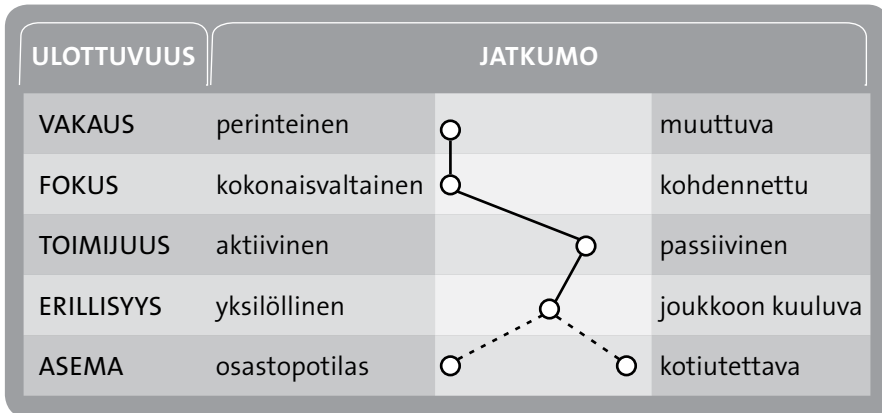 ULOTTUVUUS JATKUMO
VAKAUS perinteinen muuttuva
FOKUS kokonaisvaltainen kohdennettu
TOIMIJUUS aktiivinen passiivinen
ERILLISYYS yksilöllinen joukkoon kuuluva
ASEMA osastopotilas kotiutettava